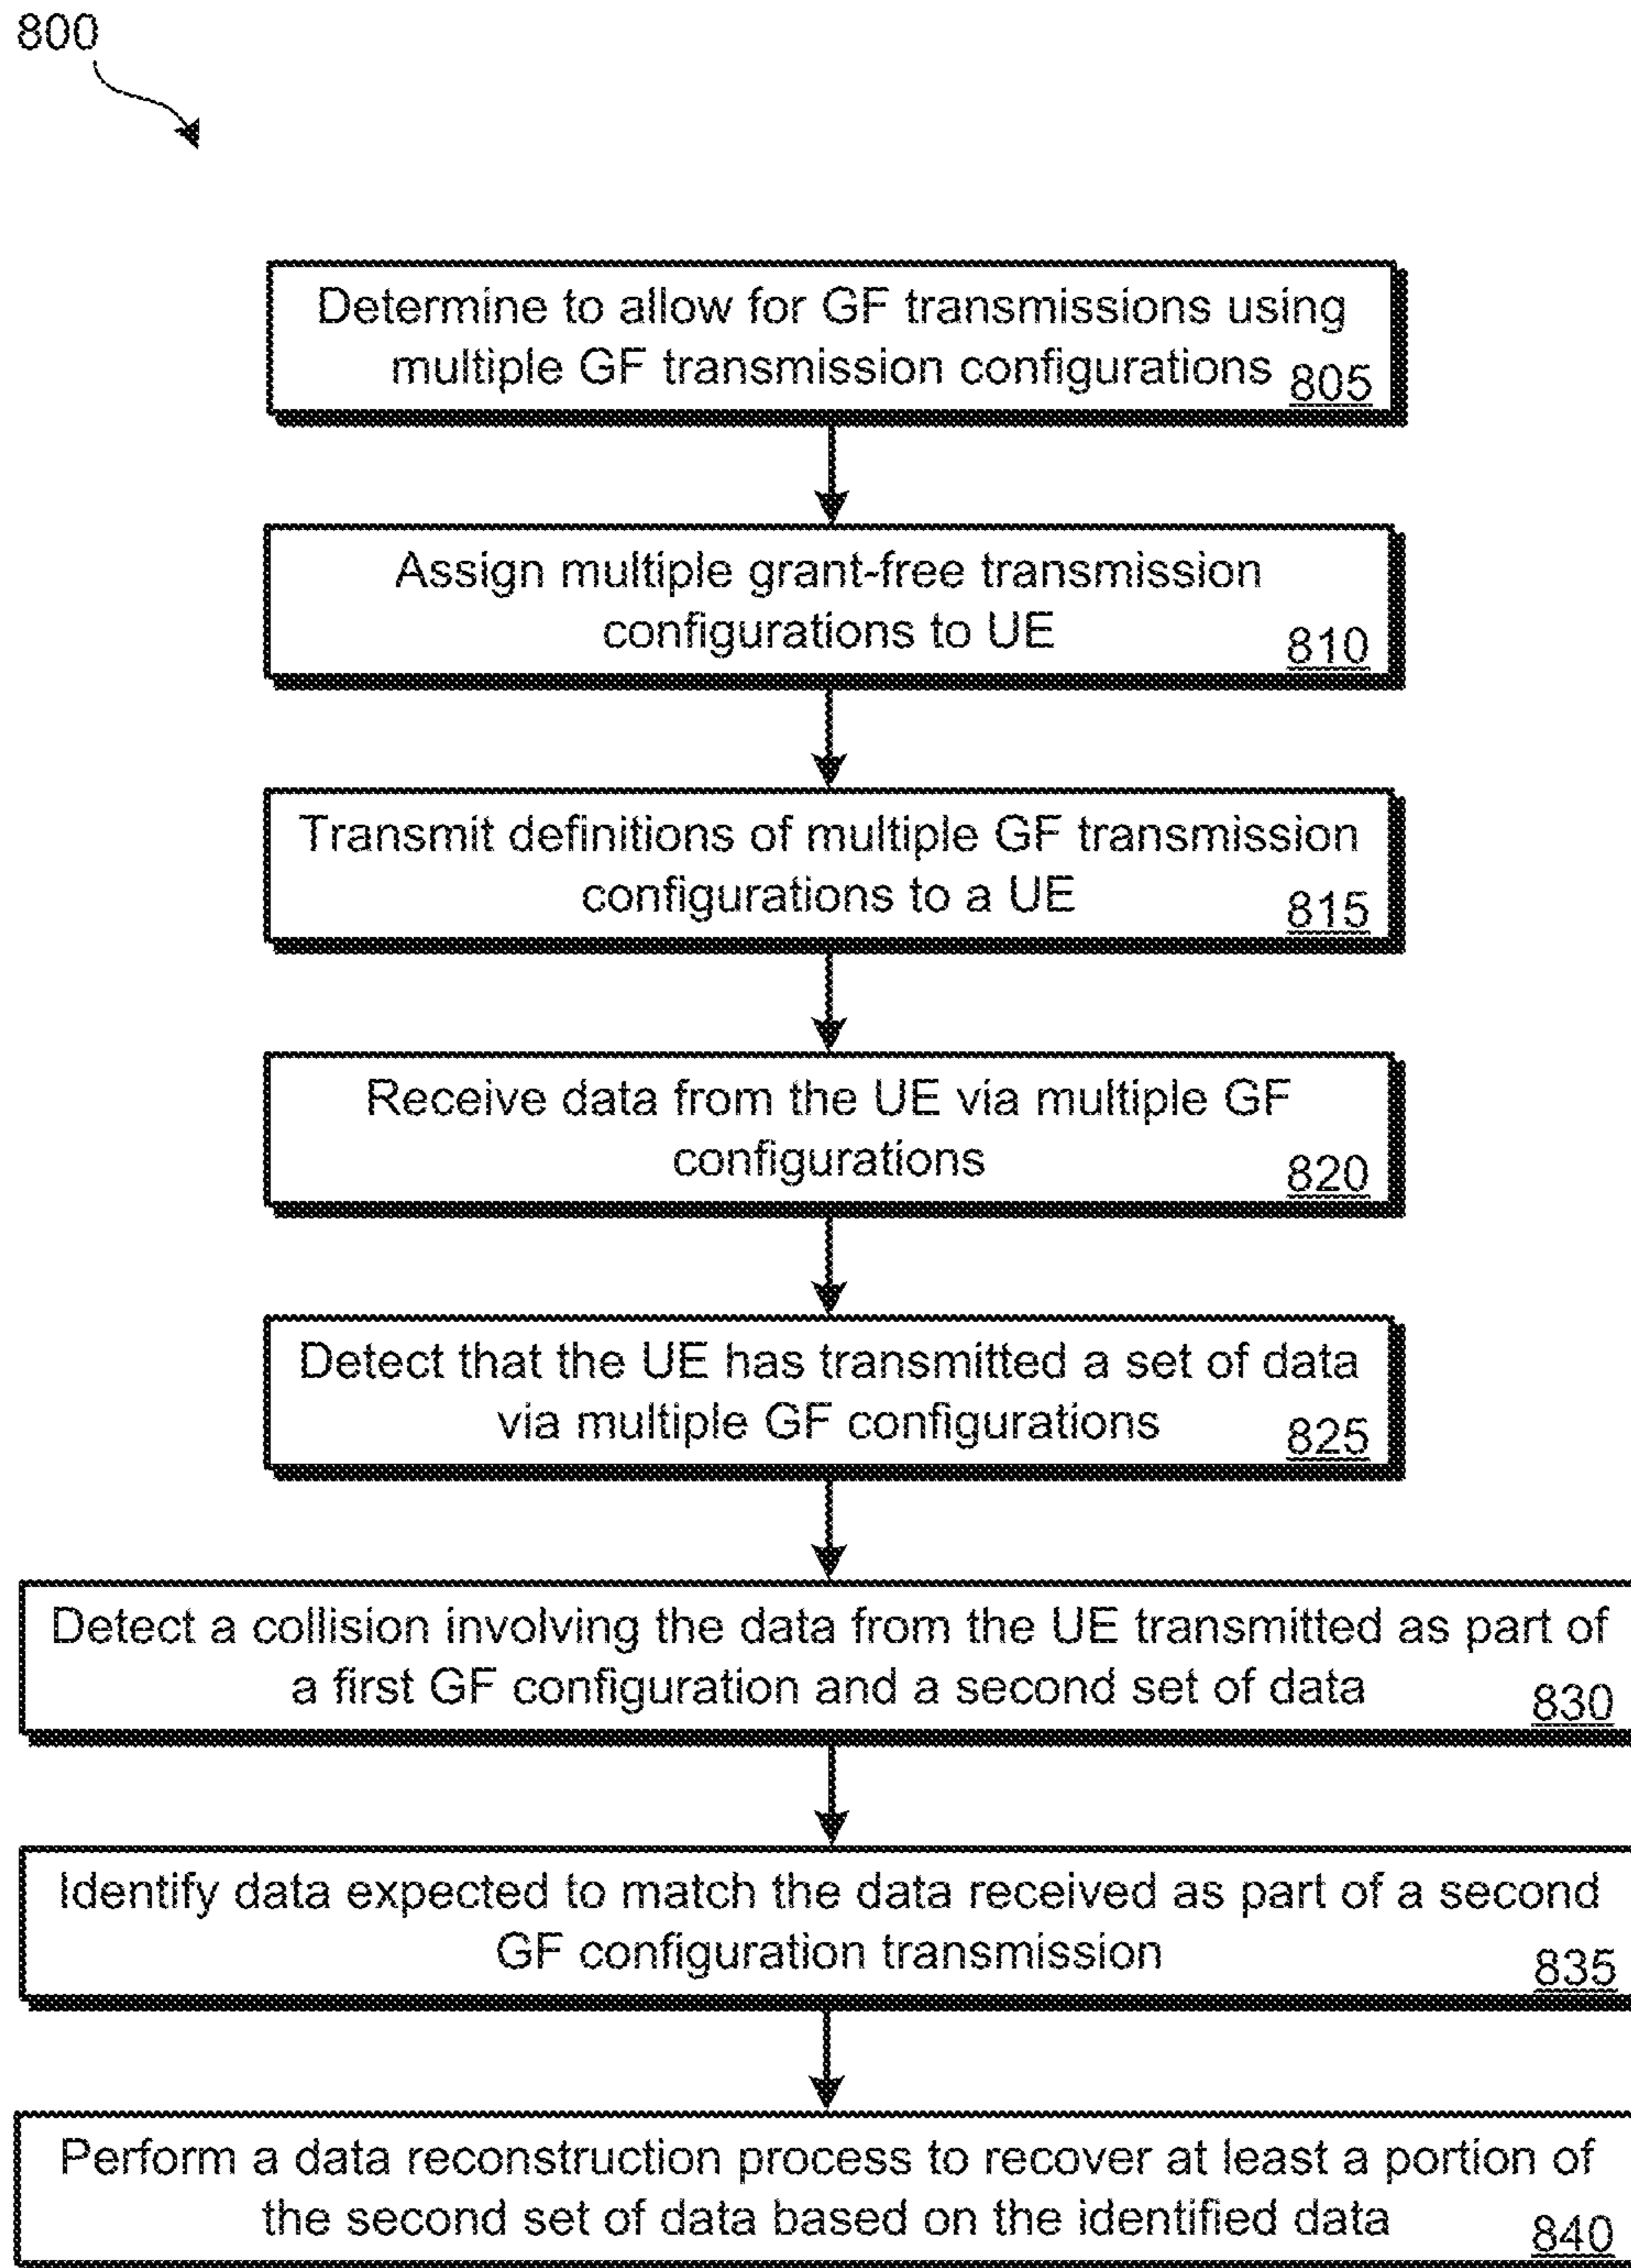 800
Determine to allow for GF transmissions using
multiple GF transmission configurations 805
Assign multiple grant-free transmission
configurations to UE 810
Transmit definitions of multiple GF transmission
configurations to a UE 815
Receive data from the UE via multiple GF
configurations 820
Detect that the UE has transmitted a set of data
via multiple GF configurations 825
Detect a collision involving the data from the UE transmitted as part of
a first GF configuration and a second set of data 830
Identify data expected to match the data received as part of a second
GF configuration transmission 835
Perform a data reconstruction process to recover at least a portion of
the second set of data based on the identified data 840